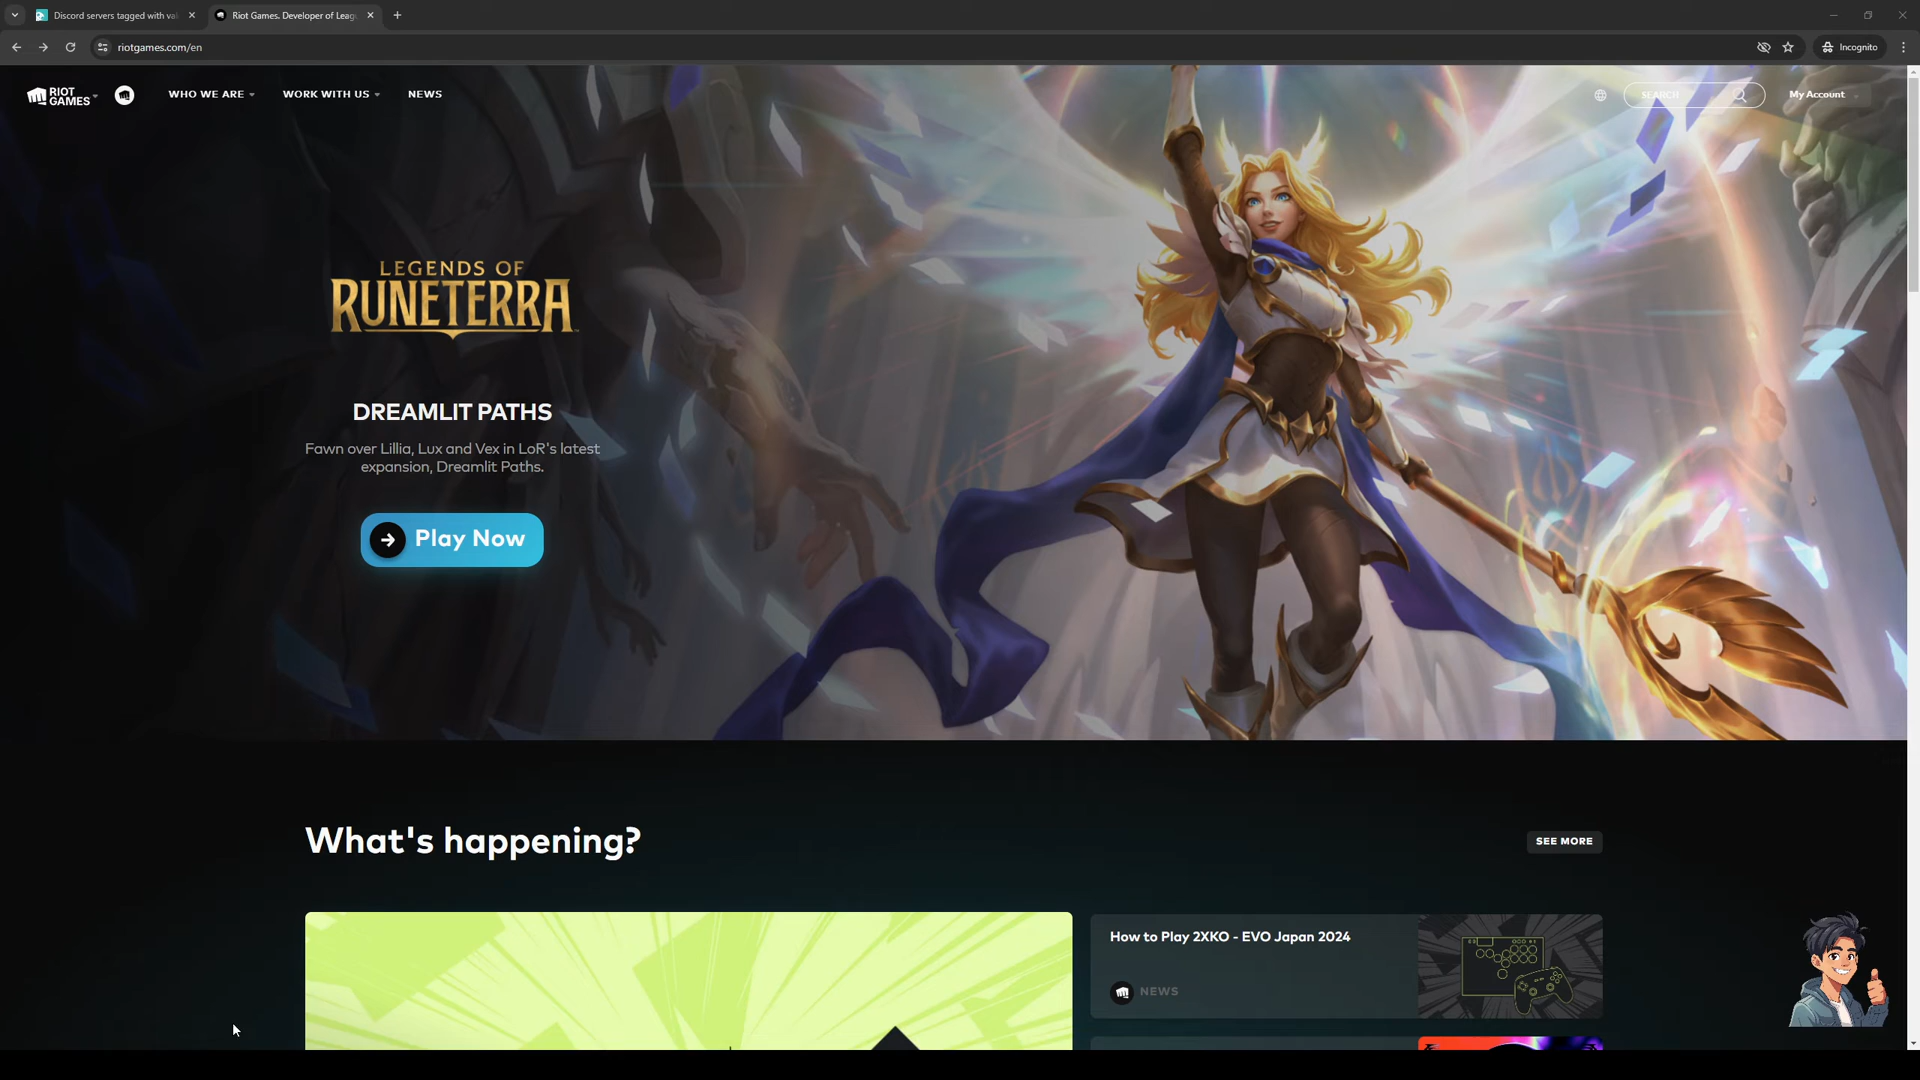 Discord servers tagged with val
Riot Games. Developer of Leag
riotgames.com/en
Incognito
RIOT GAMES
WHO WE ARE
WORK WITH US
NEWS
SEARCH
My Account
LEGENDS OF
RUNETERRA
DREAMLIT PATHS
Fawn over Lillia, Lux and Vex in LoR's latest
expansion, Dreamlit Paths.
Play Now
What's happening?
SEE MORE
How to Play 2XKO - EVO Japan 2024
NEWS